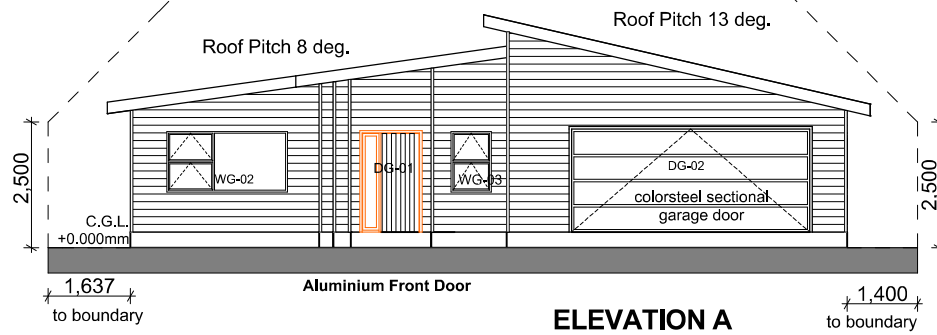 Roof Pitch 13 deg.
Roof Pitch 8 deg.
2,500
C.G.L.
+0.000mm
WG-02
DG-01
WG-03
DG-02
colorsteel sectional
garage door
2,500
1,637
to boundary
Aluminium Front Door
ELEVATION A
1,400
to boundary